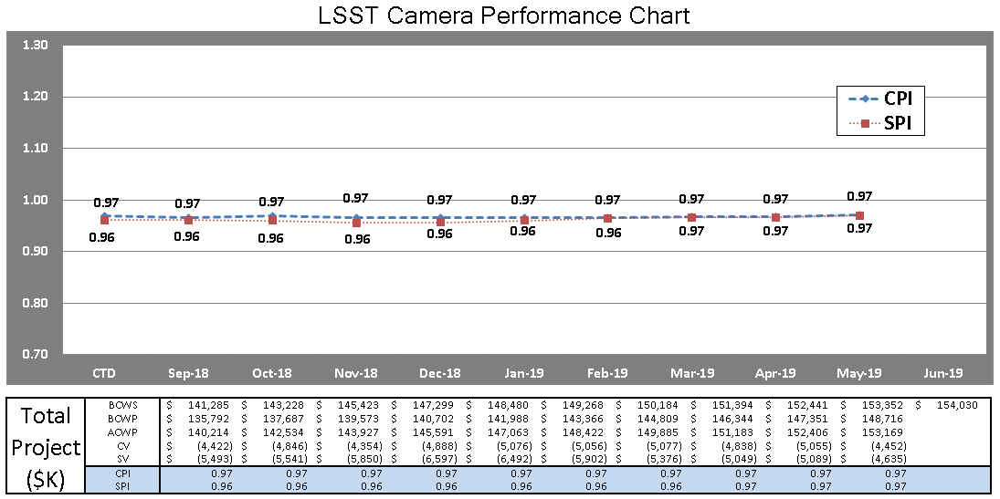 LSST Camera Performance Chart
1.30
1.20
1.10
1.00
0.90
0.80
0.70
CPI
SPI
0.97 0.97 0.97 0.97 0.97 0.97 0.97 0.97 0.97 0.97
0.96 0.96 0.96 0.96 0.96 0.96 0.96 0.97 0.97 0.97
CTD Sep-18 Oct-18 Nov-18 Dec-18 Jan-19 Feb-19 Mar-19 Apr-19 May-19 Jun-19
Total Project ($K)
BCWS $ 141,285 $ 143,228 $ 145,423 $ 147,299 $ 148,480 $ 149,268 $ 150,184 $ 151,394 $ 152,441 $ 153,352 $ 154,030
BCWP $ 135,792 $ 137,687 $ 139,573 $ 140,702 $ 141,988 $ 143,366 $ 144,809 $ 146,344 $ 147,351 $ 148,716
ACWP $ 140,214 $ 142,534 $ 143,927 $ 145,591 $ 147,063 $ 148,422 $ 149,885 $ 151,183 $ 152,406 $ 153,169
CV $ (4,422) $ (4,846) $ (4,354) $ (4,888) $ (5,076) $ (5,056) $ (5,077) $ (4,838) $ (5,055) $ (4,452)
SV $ (5,493) $ (5,541) $ (5,850) $ (6,597) $ (6,492) $ (5,902) $ (5,376) $ (5,049) $ (5,089) $ (4,635)
CPI 0.97 0.97 0.97 0.97 0.97 0.97 0.97 0.97 0.97 0.97
SPI 0.96 0.96 0.96 0.96 0.96 0.96 0.96 0.97 0.97 0.97